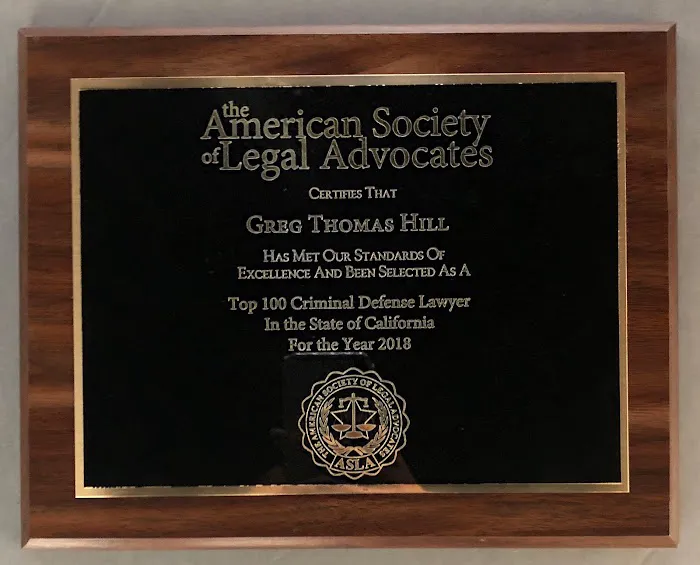 the
American Society
of Legal Advocates
Certifies That
Greg Thomas Hill
Has Met Our Standards Of
Excellence And Been Selected As A
Top 100 Criminal Defense Lawyer
In the State of California
For the Year 2018
THE AMERICAN SOCIETY OF LEGAL ADVOCATES
ASLA